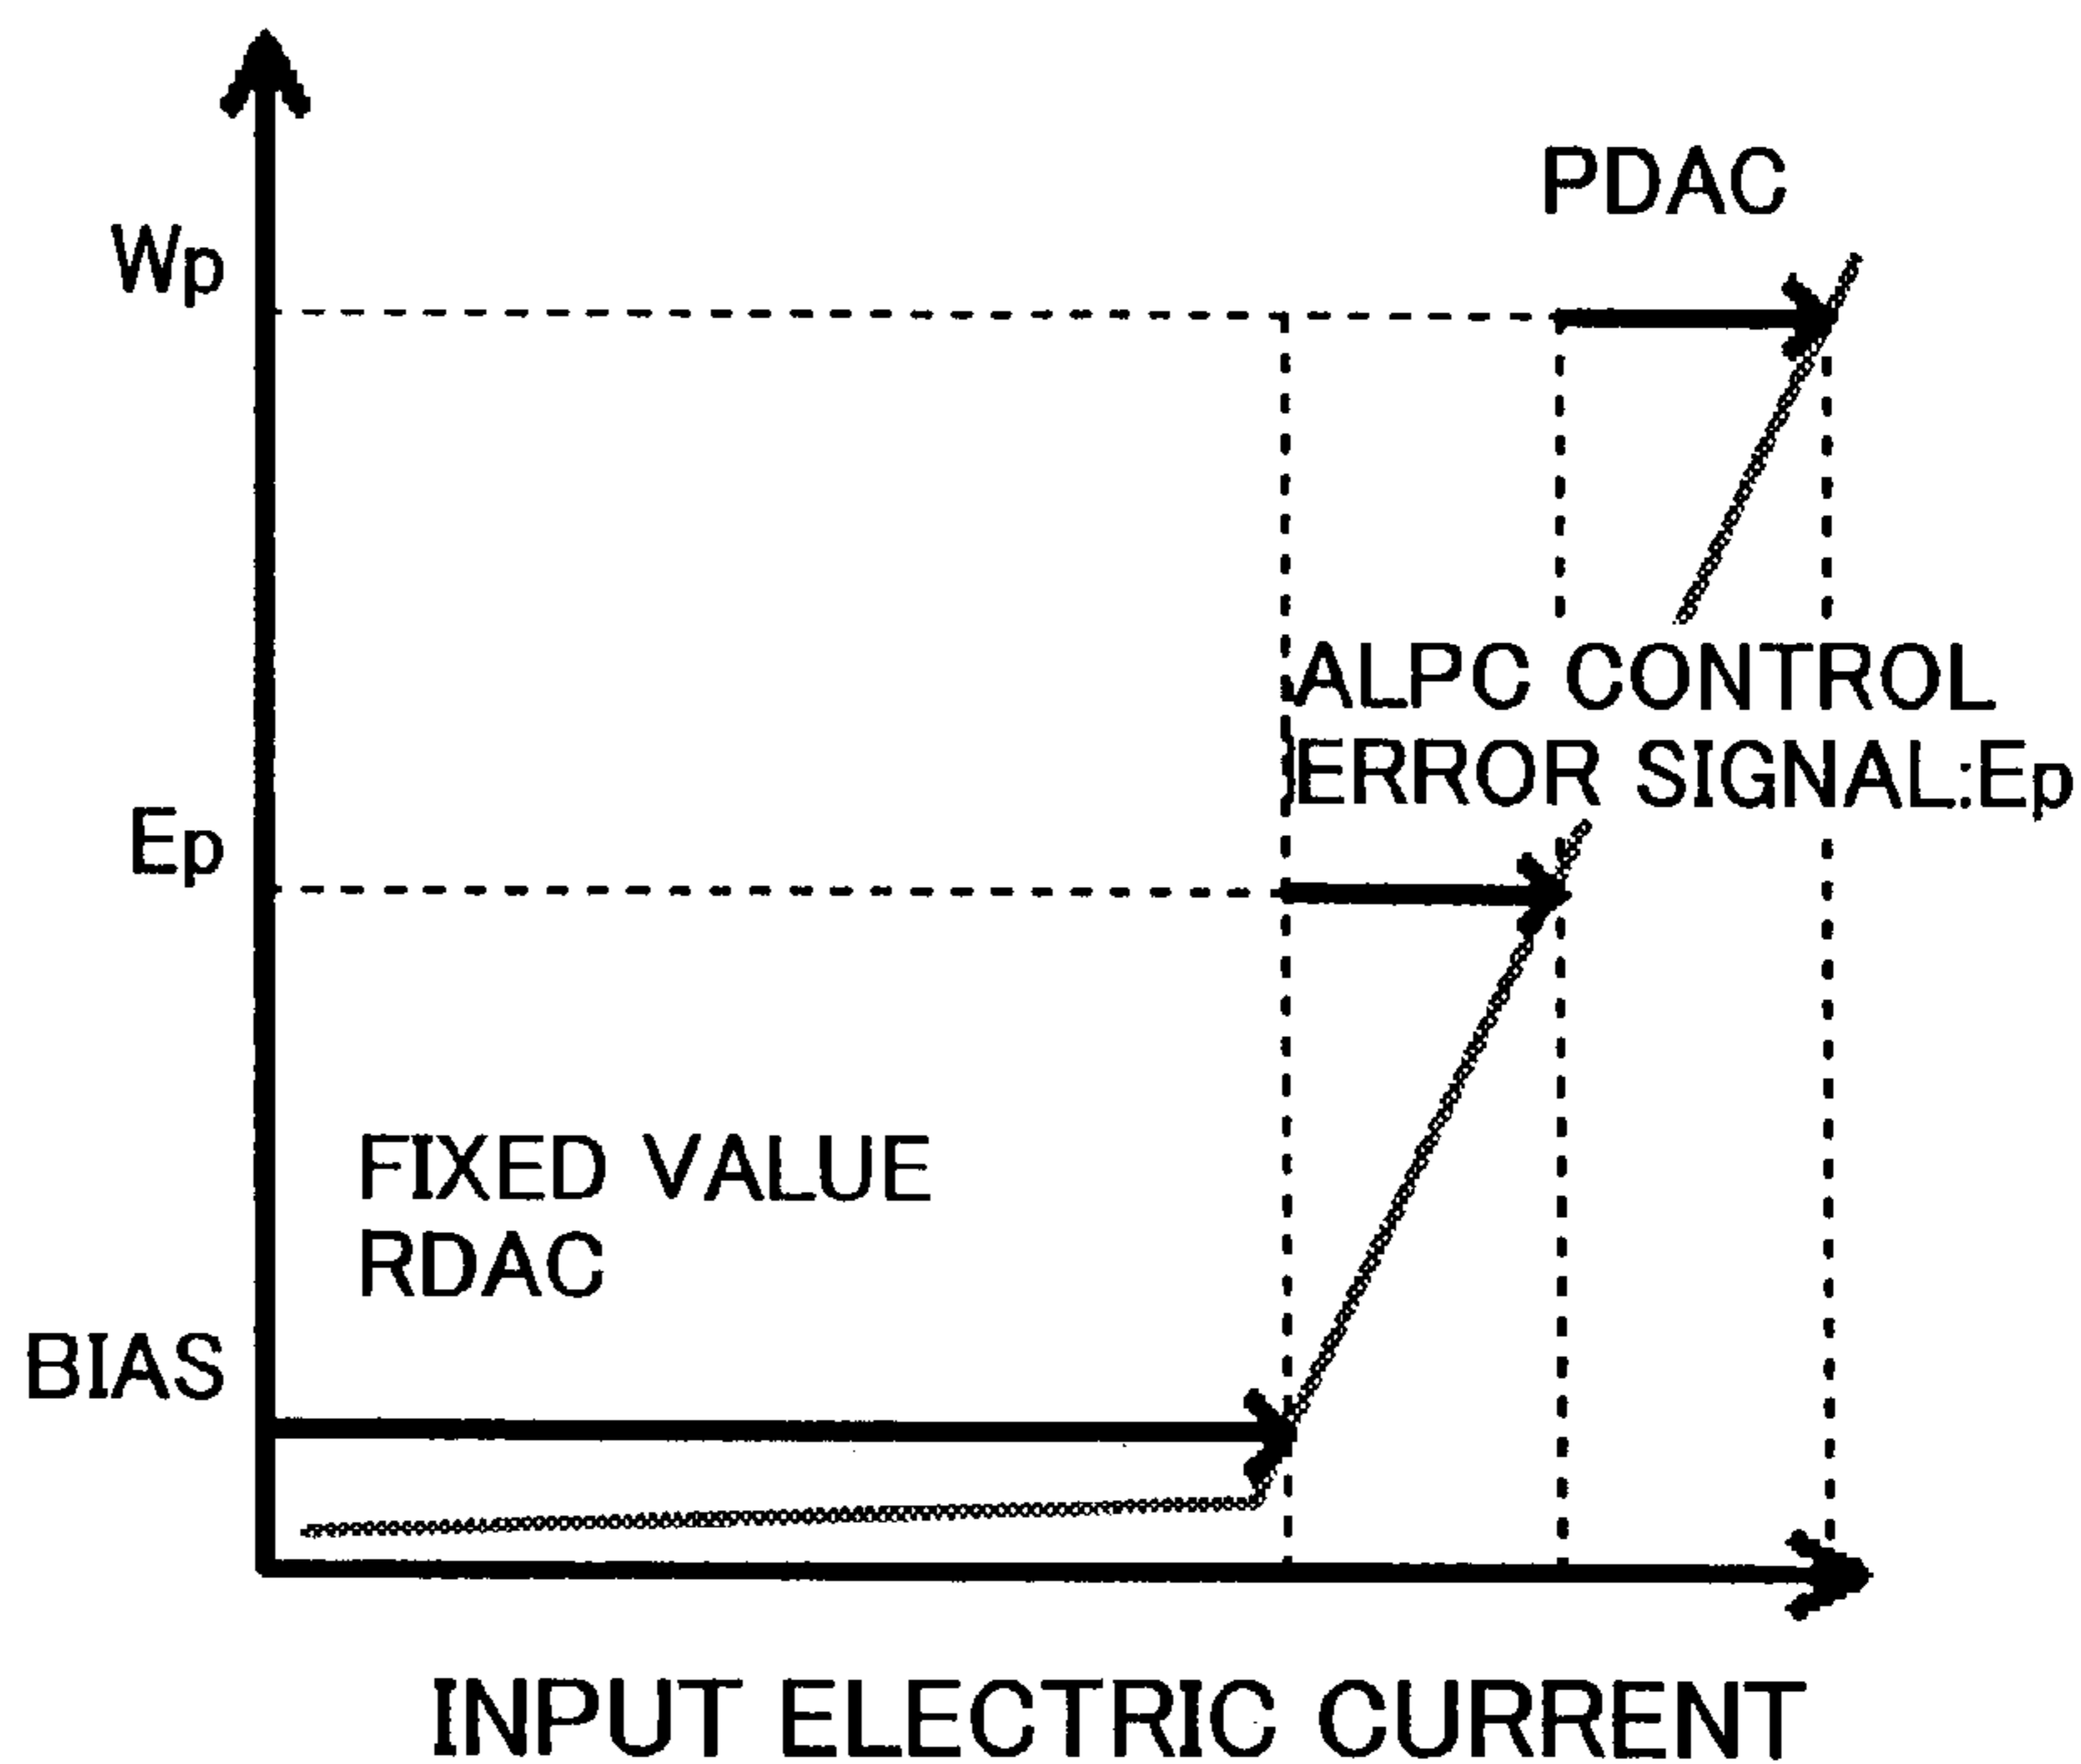 PDAC
Wp
ALPC CONTROL
ERROR SIGNAL:Ep
Ep
FIXED VALUE
RDAC
BIAS
INPUT ELECTRIC CURRENT